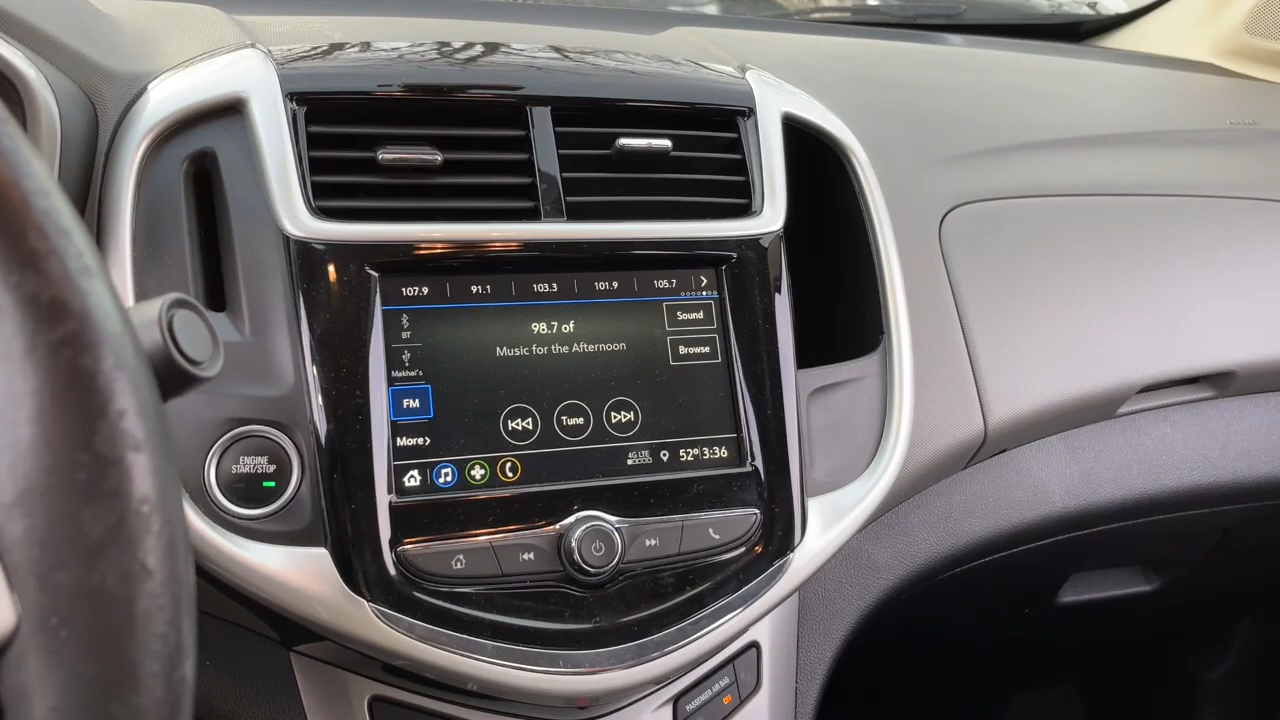 107.9 91.1 103.3 101.9 105.7
BT
98.7 of
Sound
Music for the Afternoon
Browse
Makhai's
FM
Tune
More
4G LTE
52° 3:36
ENGINE
START/STOP
PASSENGER AIR BAG
OFF